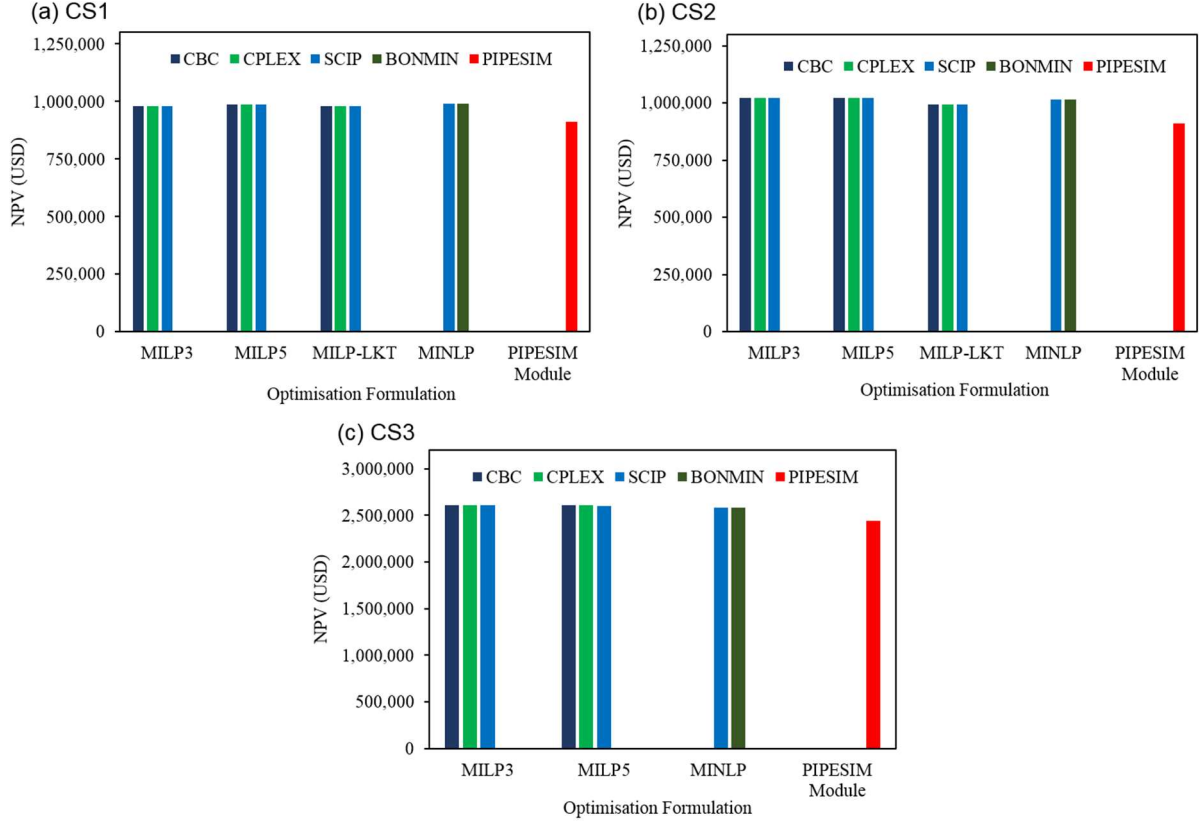 (a) CS1
1,250,000
CBC CPLEX SCIP BONMIN PIPESIM
1,000,000
750,000
500,000
250,000
0
NPV (USD)
MILP3 MILP5 MILP-LKT MINLP PIPESIM
Module
Optimisation Formulation
(b) CS2
1,250,000
CBC CPLEX SCIP BONMIN PIPESIM
1,000,000
750,000
500,000
250,000
0
NPV (USD)
MILP3 MILP5 MILP-LKT MINLP PIPESIM
Module
Optimisation Formulation
(c) CS3
3,000,000
CBC CPLEX SCIP BONMIN PIPESIM
2,500,000
2,000,000
1,500,000
1,000,000
500,000
0
NPV (USD)
MILP3 MILP5 MINLP PIPESIM
Module
Optimisation Formulation